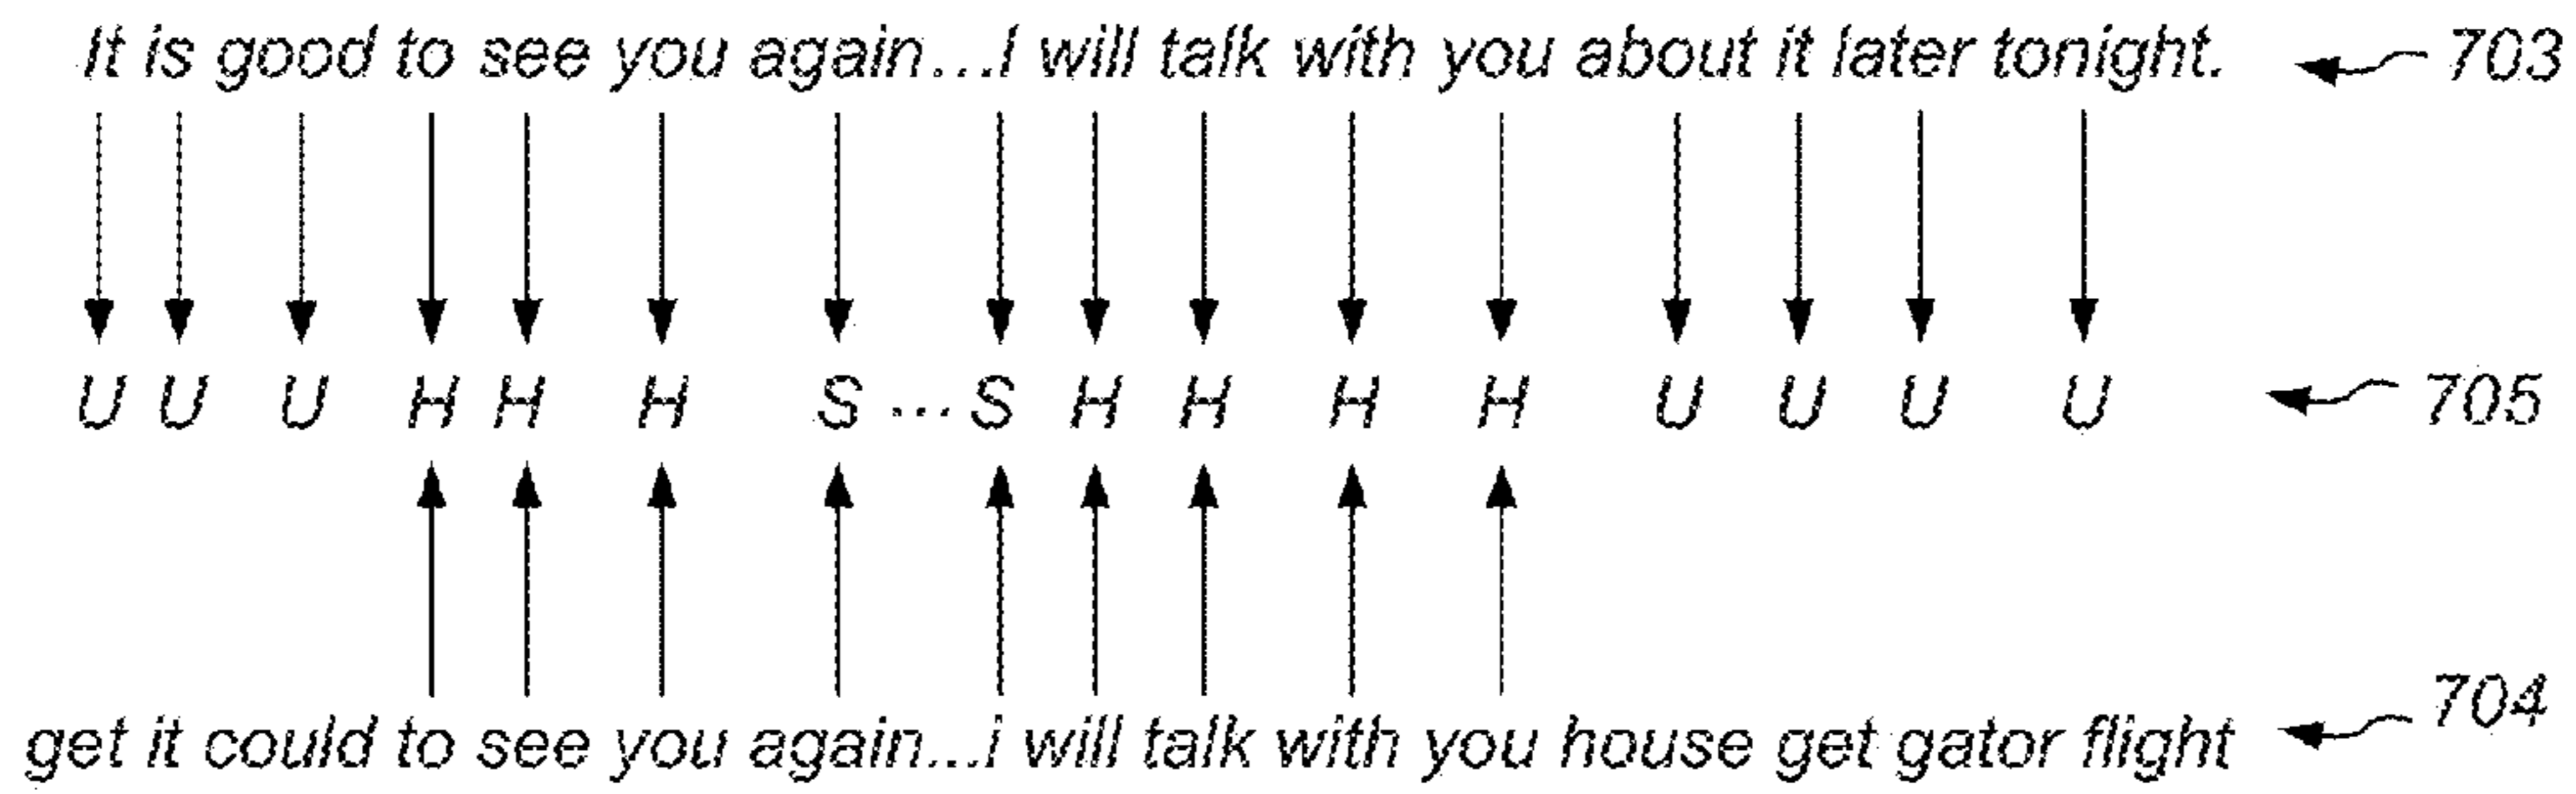 It is good to see you again...I will talk with you about it later tonight. 703
U U U H H H S ... S H H H H U U U U 705
get it could to see you again...i will talk with you house get gator flight 704